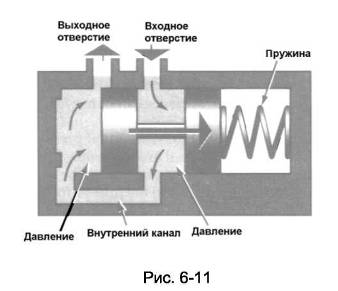 Выходное
отверстие
Входное
отверстие
Пружина
Давление
Внутренний канал
Давление
Рис. 6-11